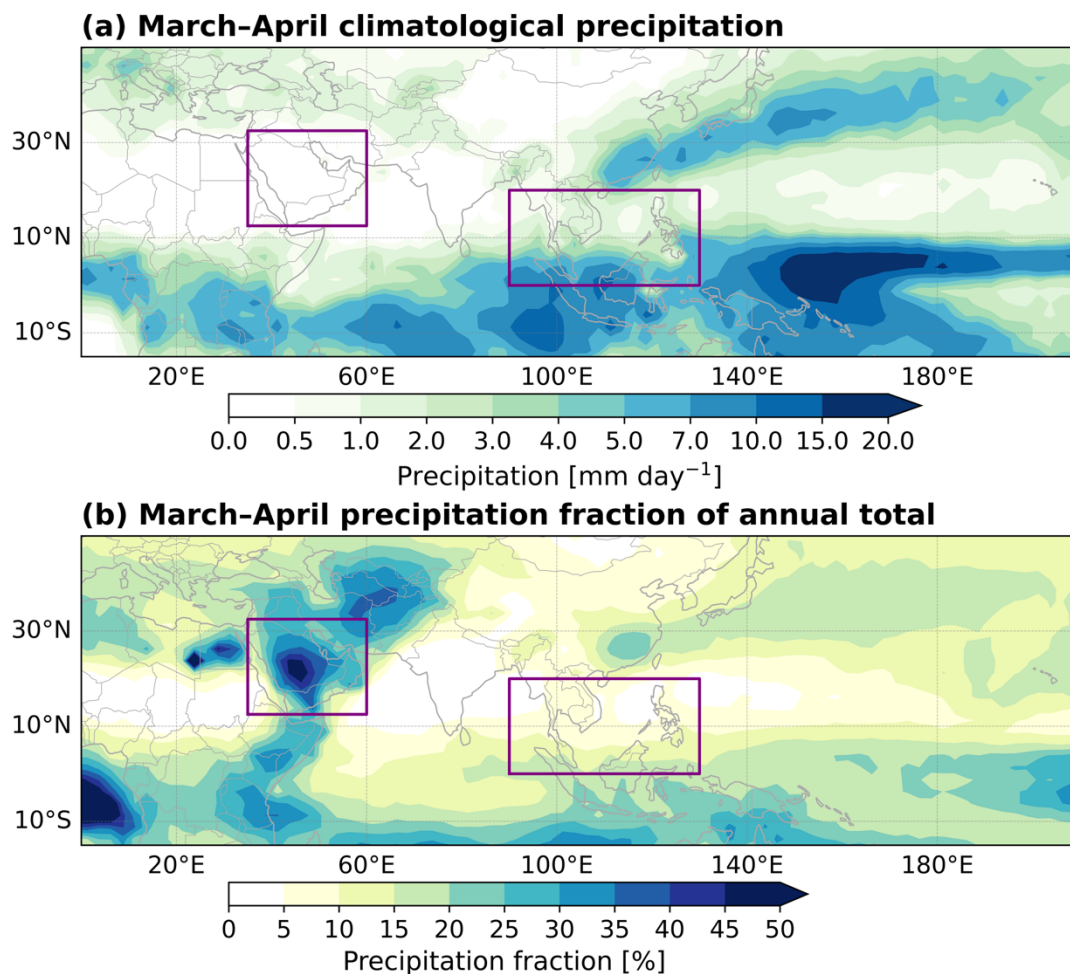 (a) March–April climatological precipitation
30°N
10°N
10°S
20°E 60°E 100°E 140°E 180°E
0.0 0.5 1.0 2.0 3.0 4.0 5.0 7.0 10.0 15.0 20.0
Precipitation [mm day⁻¹]
(b) March–April precipitation fraction of annual total
30°N
10°N
10°S
20°E 60°E 100°E 140°E 180°E
0 5 10 15 20 25 30 35 40 45 50
Precipitation fraction [%]